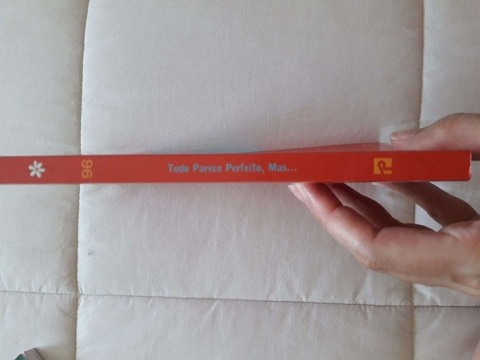 96
Tudo Parece Perfeito, Mas...